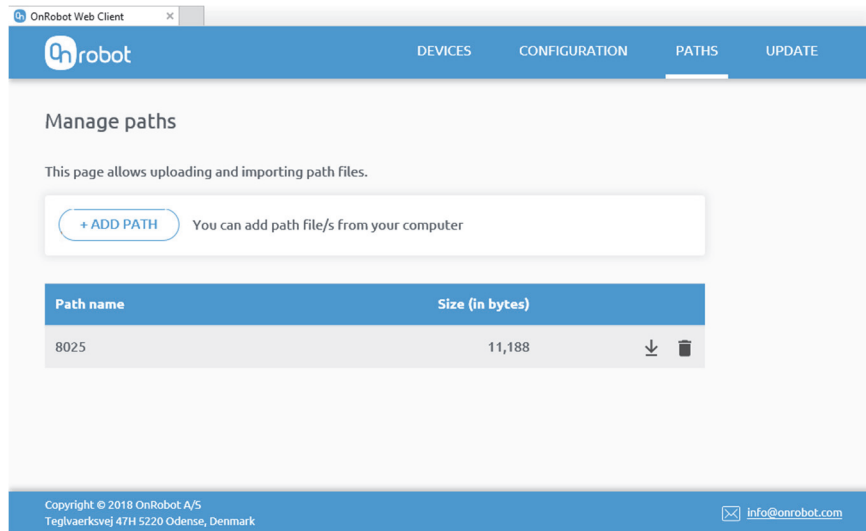 OnRobot Web Client
On robot
DEVICES CONFIGURATION PATHS UPDATE
Manage paths
This page allows uploading and importing path files.
+ ADD PATH You can add path file/s from your computer
Path name Size (in bytes)
8025 11,188
Copyright © 2018 OnRobot A/S
Teglvaerksvej 47H 5220 Odense, Denmark
info@onrobot.com